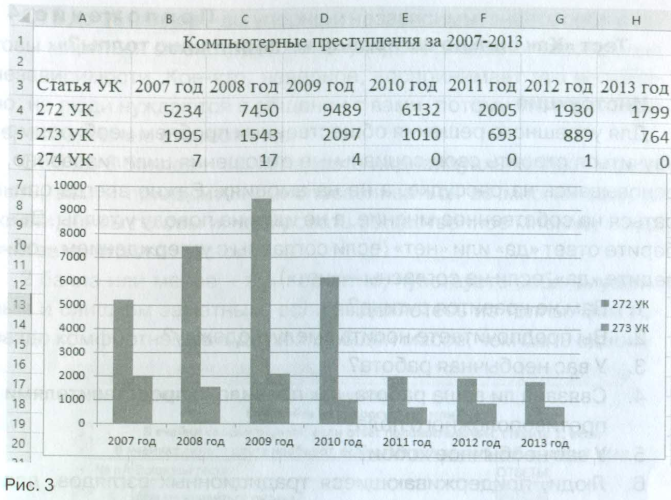 A B C D E F G H
1 Компьютерные преступления за 2007-2013
2
3 Статья УК 2007 год 2008 год 2009 год 2010 год 2011 год 2012 год 2013 год
4 272 УК 5234 7450 9489 6132 2005 1930 1799
5 273 УК 1995 1543 2097 1010 693 889 764
6 274 УК 17 4 0 0 0
7
8
9
10
11
12
13
14
15
16
17
18
19
20
21
10000
9000
8000
7000
6000
5000
4000
3000
2000
1000
0
2007 год 2008 год 2009 год 2010 год 2011 год 2012 год 2013 год
272 УК
273 УК
Рис. 3